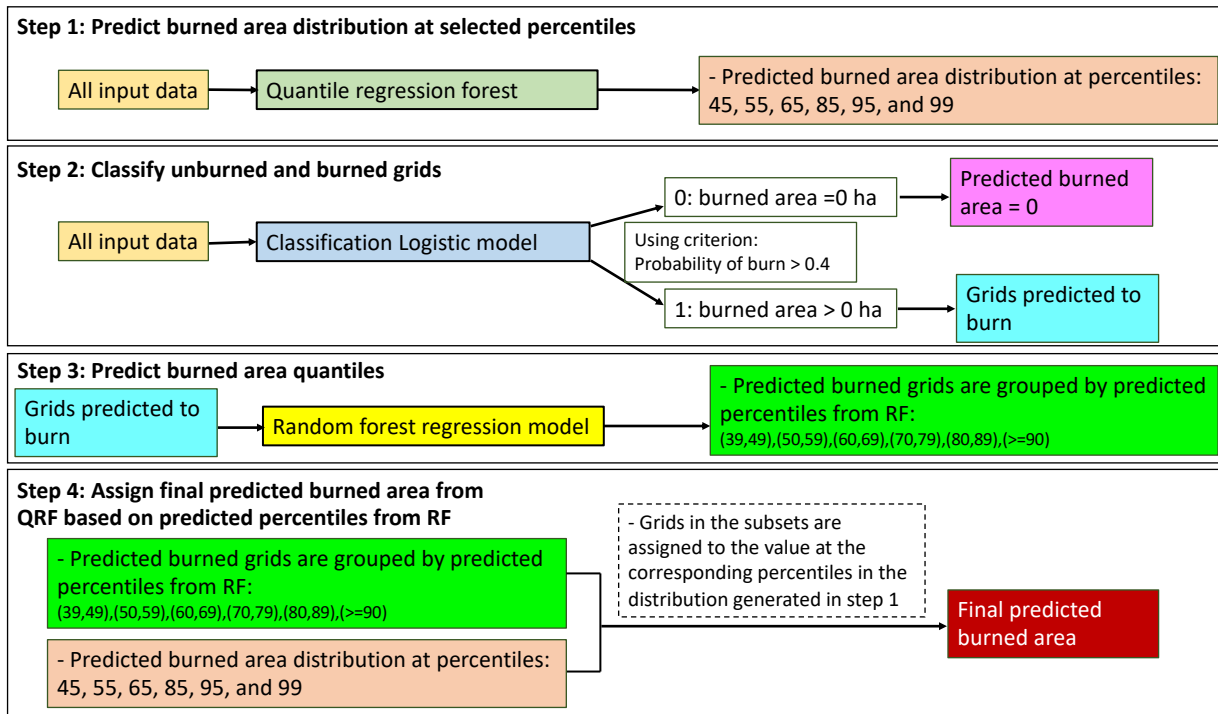 Step 1: Predict burned area distribution at selected percentiles
All input data
Quantile regression forest
- Predicted burned area distribution at percentiles:
45, 55, 65, 85, 95, and 99
Step 2: Classify unburned and burned grids
All input data
Classification Logistic model
0: burned area =0 ha
Using criterion:
Probability of burn > 0.4
1: burned area > 0 ha
Predicted burned
area = 0
Grids predicted to
burn
Step 3: Predict burned area quantiles
Grids predicted to
burn
Random forest regression model
- Predicted burned grids are grouped by predicted
percentiles from RF:
(39,49),(50,59),(60,69),(70,79),(80,89),(>=90)
Step 4: Assign final predicted burned area from
QRF based on predicted percentiles from RF
- Predicted burned grids are grouped by predicted
percentiles from RF:
(39,49),(50,59),(60,69),(70,79),(80,89),(>=90)
- Predicted burned area distribution at percentiles:
45, 55, 65, 85, 95, and 99
- Grids in the subsets are
assigned to the value at the
corresponding percentiles in the
distribution generated in step 1
Final predicted
burned area